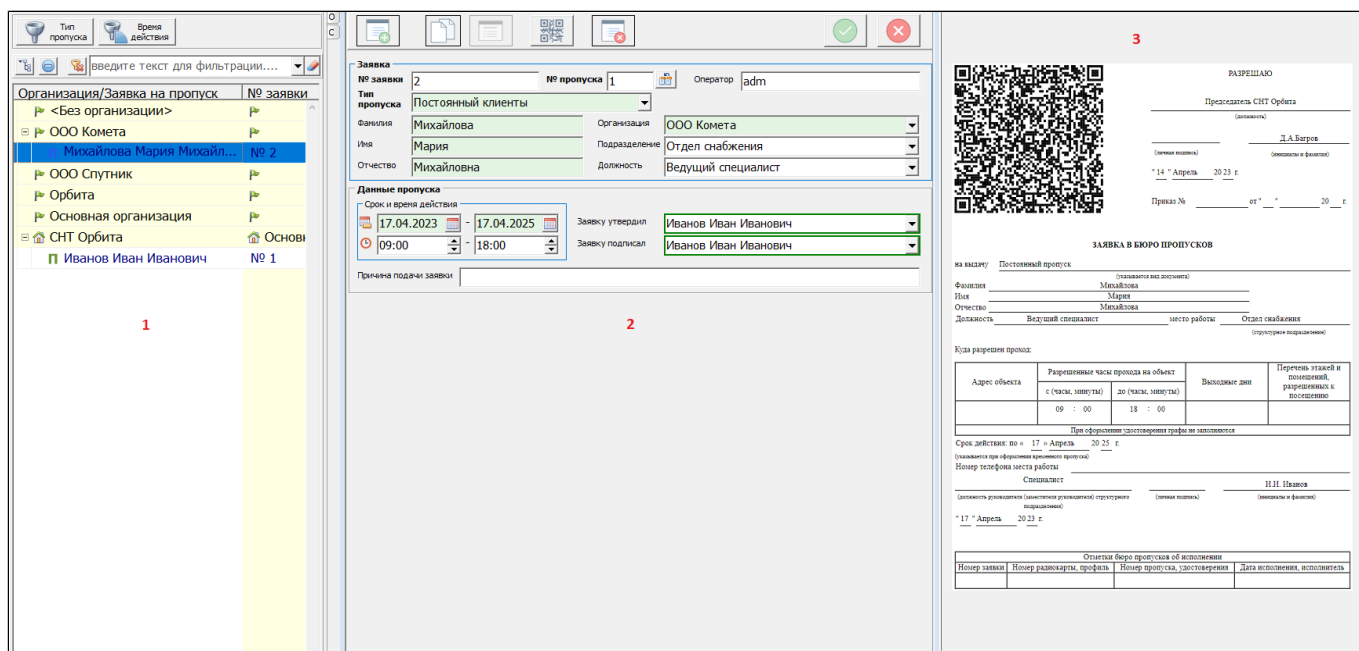 Тип пропуска
Время действия
введите текст для фильтрации....
Организация/Заявка на пропуск № заявки
<Без организации>
ООО Комета
Михайлова Мария Михайл... № 2
ООО Спутник
Орбита
Основная организация
СНТ Орбита Основн
П Иванов Иван Иванович № 1
1
О
С
Заявка
№ заявки 2 № пропуска 1 Оператор adm
Тип пропуска Постоянный клиенты
Фамилия Михайлова Организация ООО Комета
Имя Мария Подразделение Отдел снабжения
Отчество Михайловна Должность Ведущий специалист
Данные пропуска
Срок и время действия
17.04.2023 - 17.04.2025 Заявку утвердил Иванов Иван Иванович
09:00 - 18:00 Заявку подписал Иванов Иван Иванович
Причина подачи заявки
2
3
РАЗРЕШАЮ
Председатель СНТ Орбита
(должность)
Д.А.Багров
(личная подпись) (инициалы и фамилия)
" 14 " Апрель 20 23 г.
Приказ № от " " 20 г.
ЗАЯВКА В БЮРО ПРОПУСКОВ
на выдачу Постоянный пропуск
(указывается вид документа)
Фамилия Михайлова
Имя Мария
Отчество Михайлова
Должность Ведущий специалист место работы Отдел снабжения
(структурное подразделение)
Куда разрешен проход:
Адрес объекта Разрешенные часы прохода на объект Выходные дни Перечень этажей и помещений, разрешенных к посещению
с (часы, минуты) до (часы, минуты)
09 : 00 18 : 00
При оформлении удостоверения графы не заполняются
Срок действия: по « 17 » Апрель 20 25 г.
(указывается при оформлении временного пропуска)
Номер телефона места работы
Специалист И.И. Иванов
(должность руководителя (заместителя руководителя) структурного подразделения) (личная подпись) (инициалы и фамилия)
" 17 " Апрель 20 23 г.
Отметки бюро пропусков об исполнении
Номер заявки Номер радиокарты, профиль Номер пропуска, удостоверения Дата исполнения, исполнитель